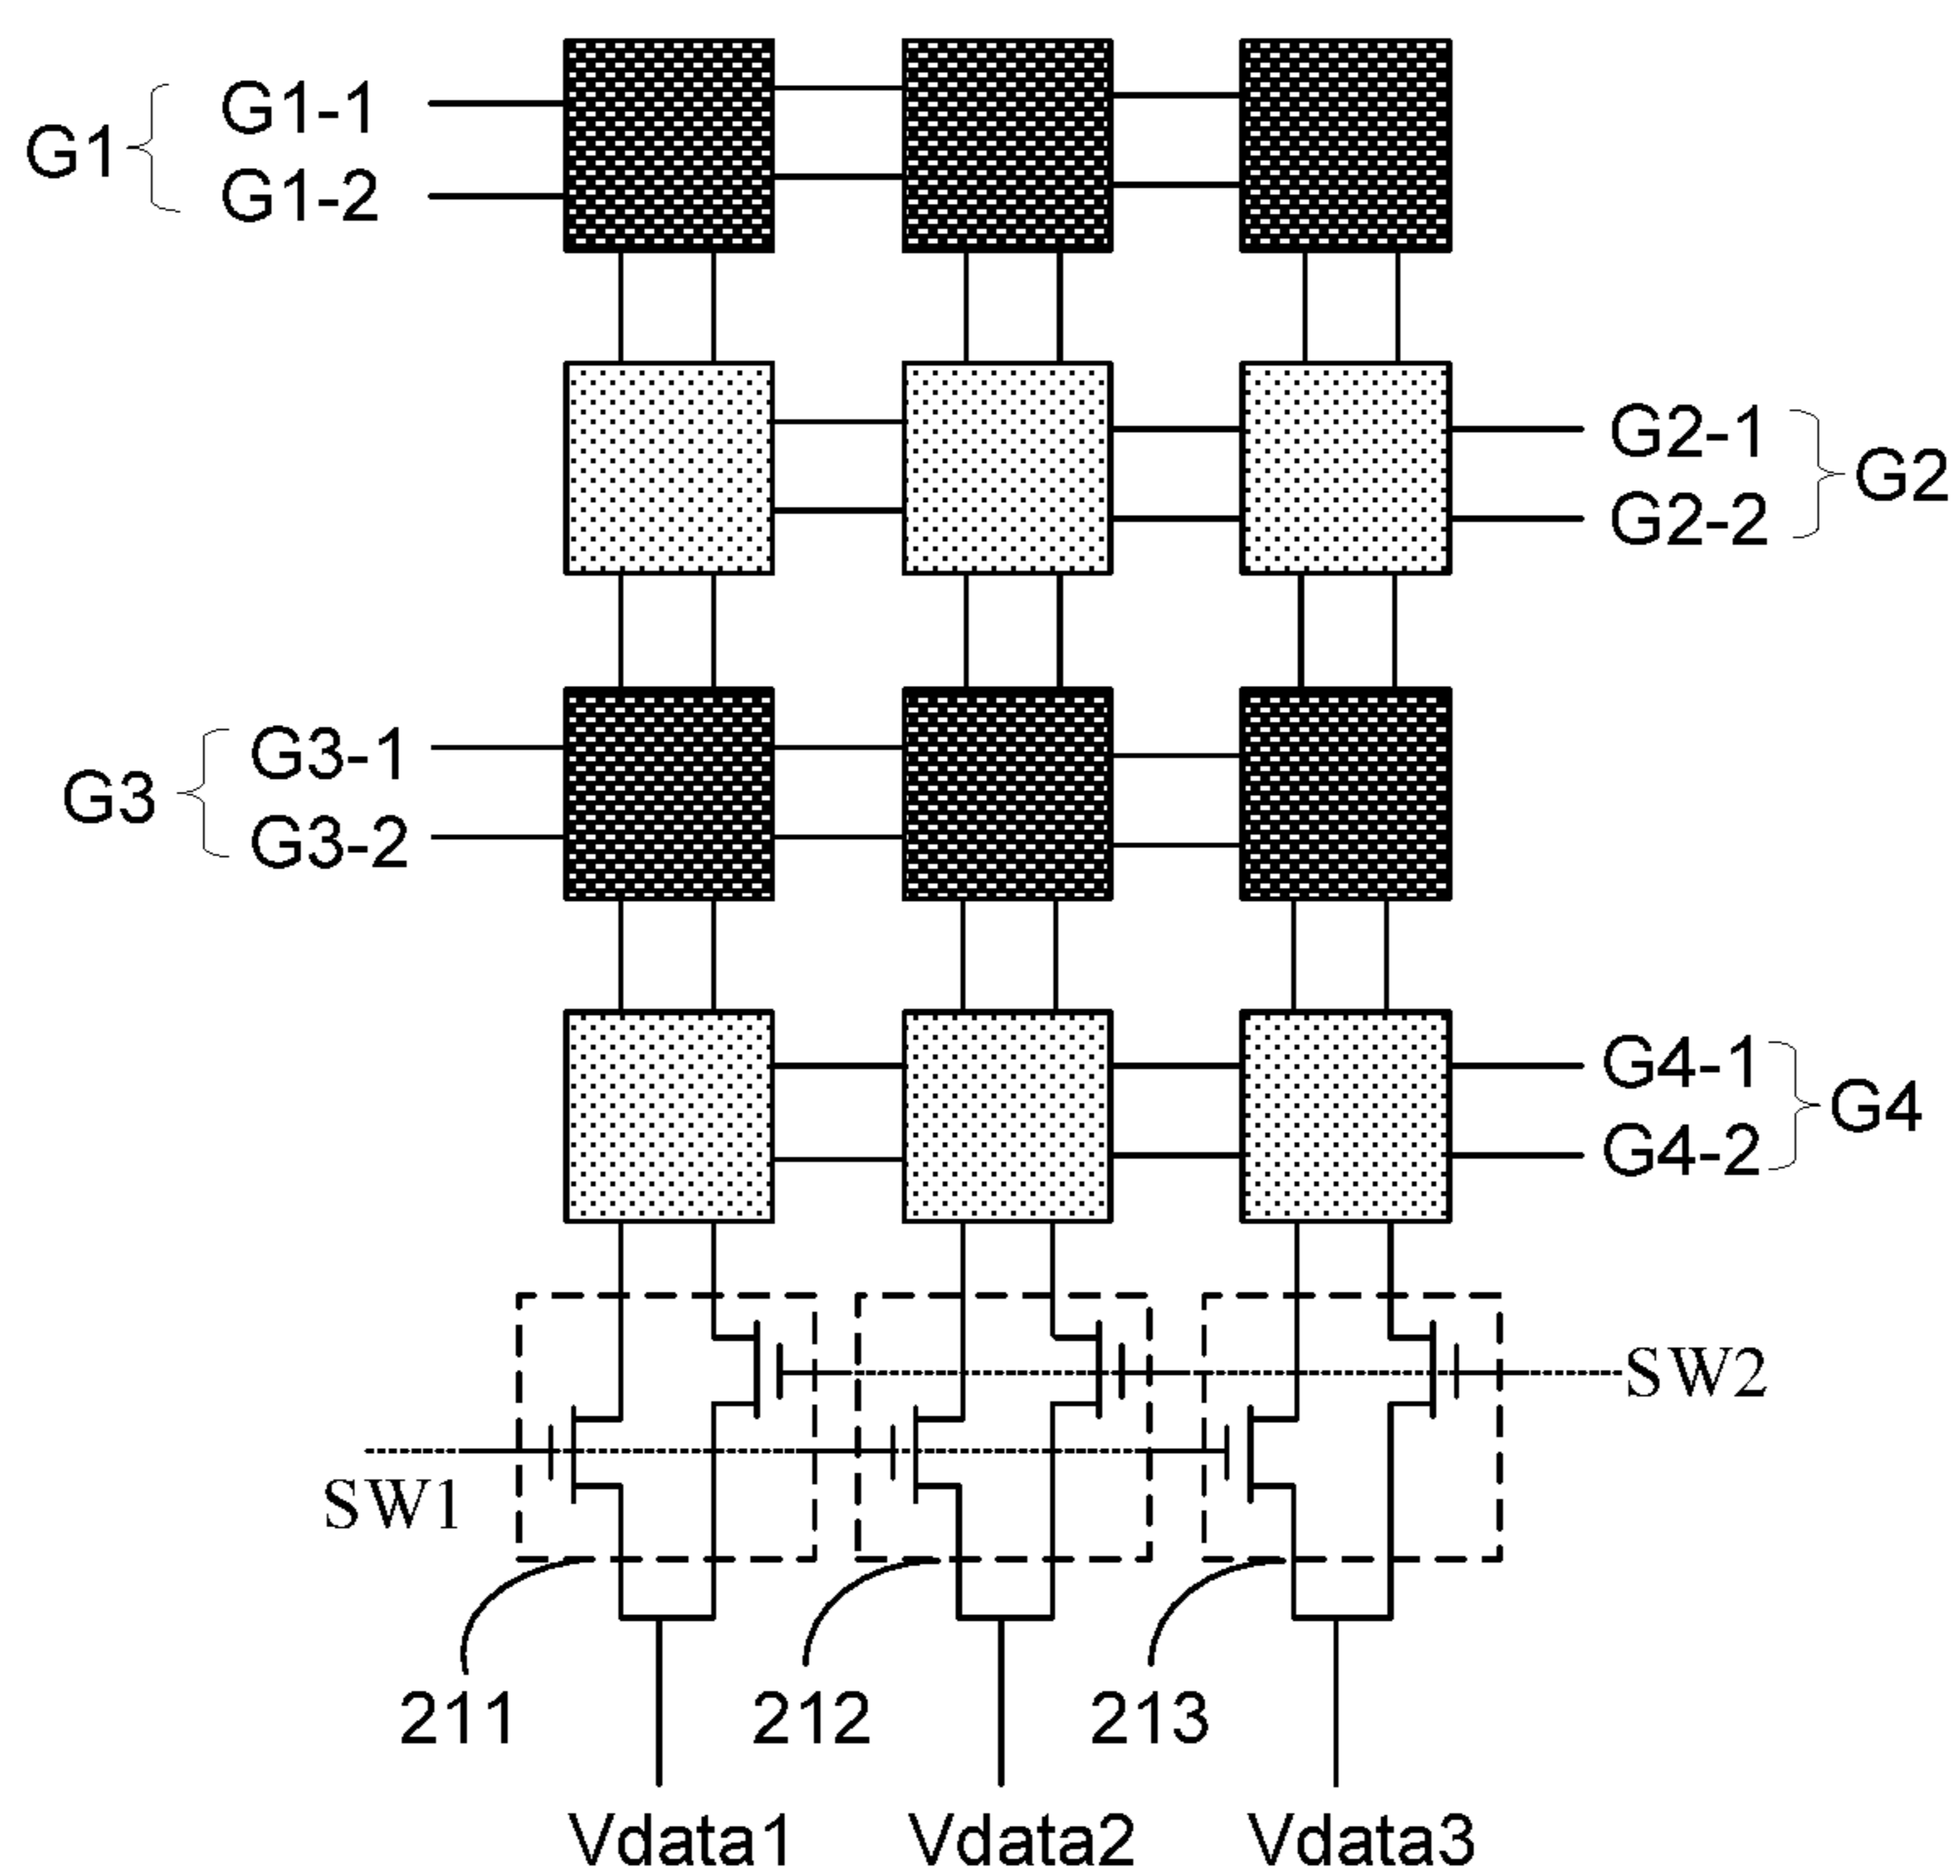 G1
G1-1
G1-2
G2-1
G2-2
G2
G3
G3-1
G3-2
G4-1
G4-2
G4
SW2
SW1
211
212
213
Vdata1
Vdata2
Vdata3